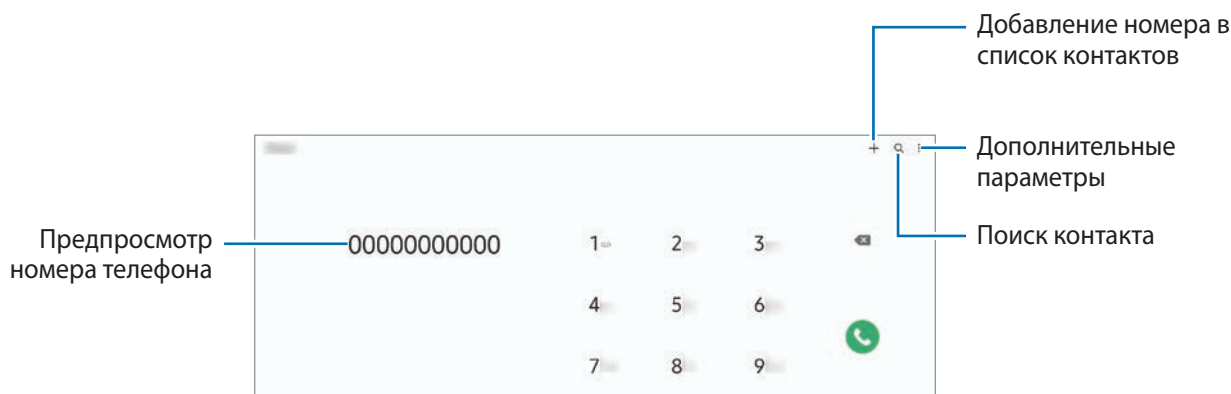 Добавление номера в
список контактов
Дополнительные
параметры
Предпросмотр
номера телефона
00000000000
1 2 3
Поиск контакта
4 5 6
7 8 9